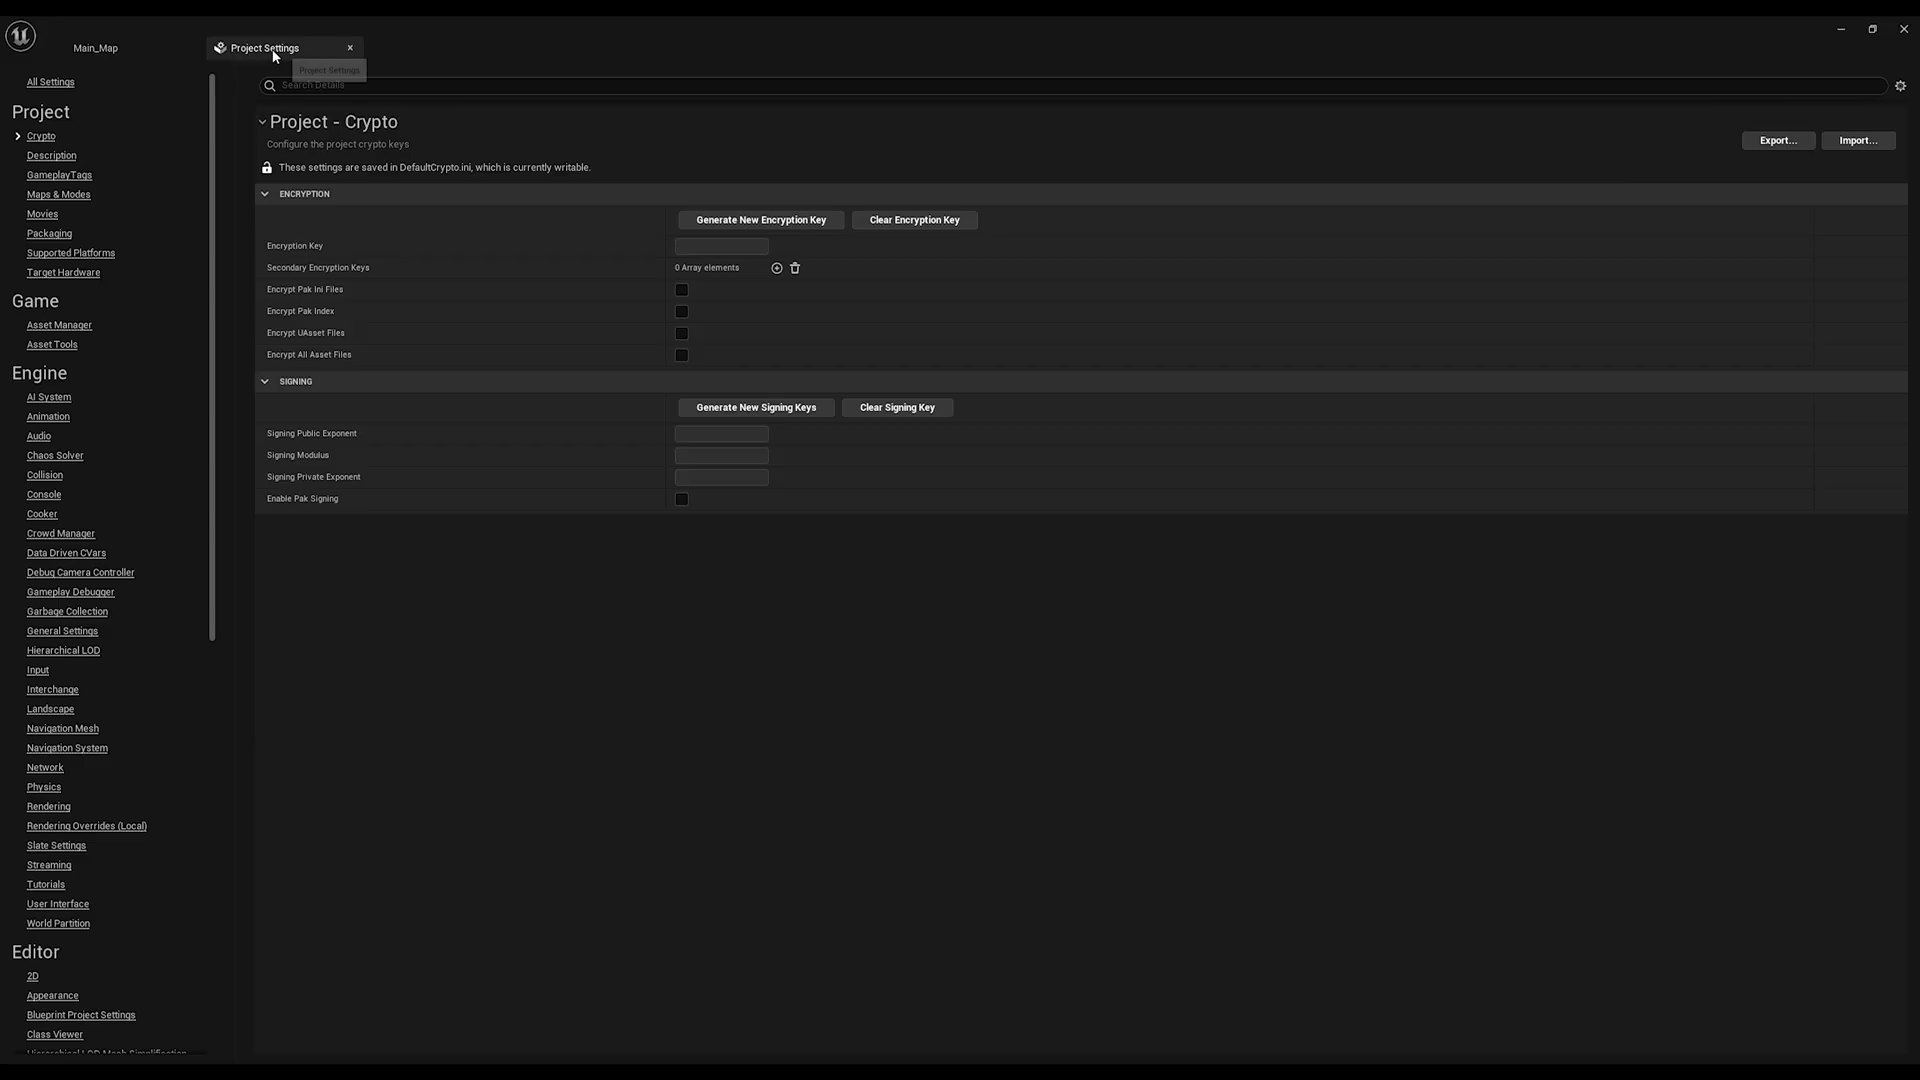 Main_Map
Project Settings
Project Settings
Search Details
All Settings
Project
Crypto
Description
GameplayTags
Maps & Modes
Movies
Packaging
Supported Platforms
Target Hardware
Game
Asset Manager
Asset Tools
Engine
AI System
Animation
Audio
Chaos Solver
Collision
Console
Cooker
Crowd Manager
Data Driven CVars
Debug Camera Controller
Gameplay Debugger
Garbage Collection
General Settings
Hierarchical LOD
Input
Interchange
Landscape
Navigation Mesh
Navigation System
Network
Physics
Rendering
Rendering Overrides (Local)
Slate Settings
Streaming
Tutorials
User Interface
World Partition
Editor
2D
Appearance
Blueprint Project Settings
Class Viewer
Hierarchical LOD Mesh Simplification
Project - Crypto
Configure the project crypto keys
Export...
Import...
These settings are saved in DefaultCrypto.ini, which is currently writable.
ENCRYPTION
Generate New Encryption Key
Clear Encryption Key
Encryption Key
Secondary Encryption Keys
0 Array elements
Encrypt Pak Ini Files
Encrypt Pak Index
Encrypt UAsset Files
Encrypt All Asset Files
SIGNING
Generate New Signing Keys
Clear Signing Key
Signing Public Exponent
Signing Modulus
Signing Private Exponent
Enable Pak Signing